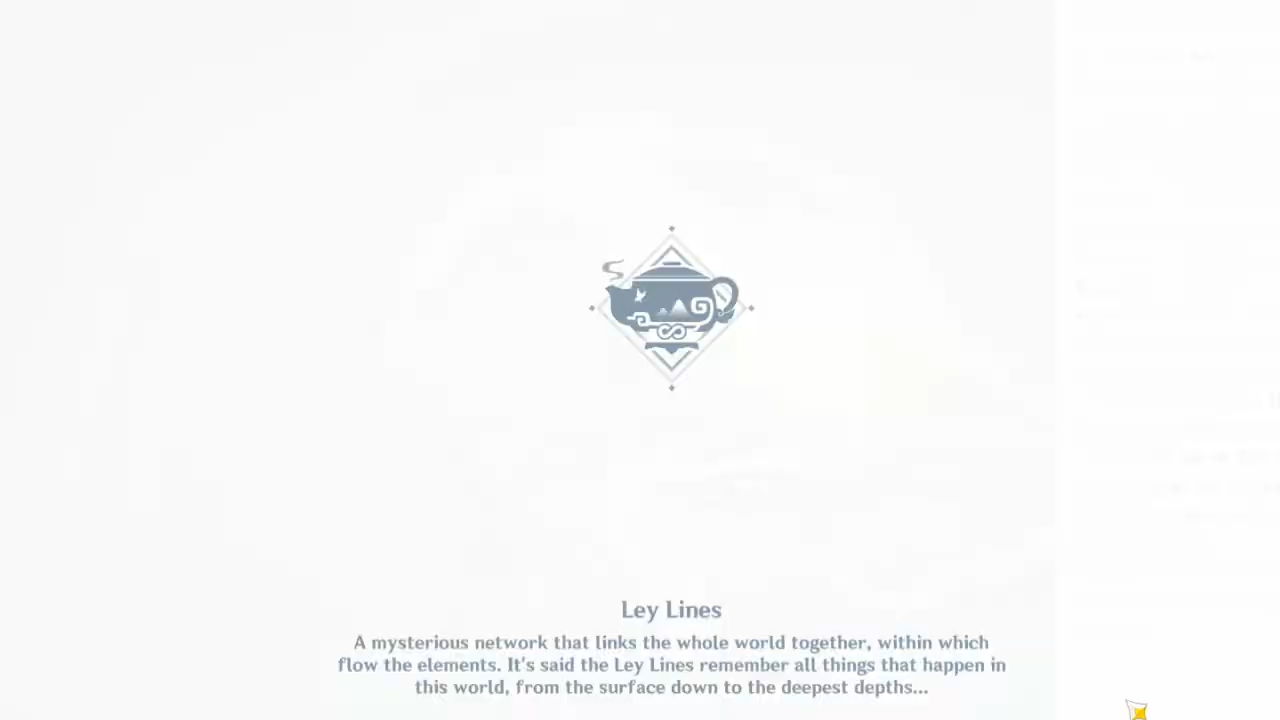 Ley Lines
A mysterious network that links the whole world together, within which
flow the elements. It's said the Ley Lines remember all things that happen in
this world, from the surface down to the deepest depths...